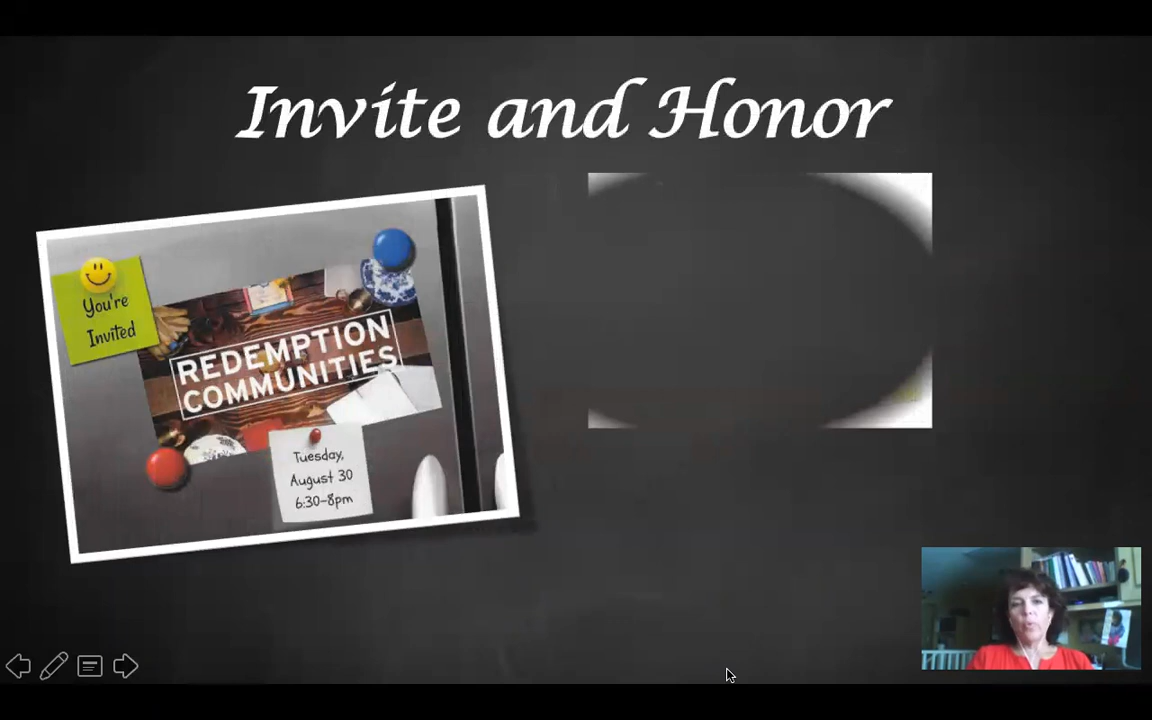 Invite and Honor
You're
Invited
REDEMPTION
COMMUNITIES
Tuesday,
August 30
6:30-8pm